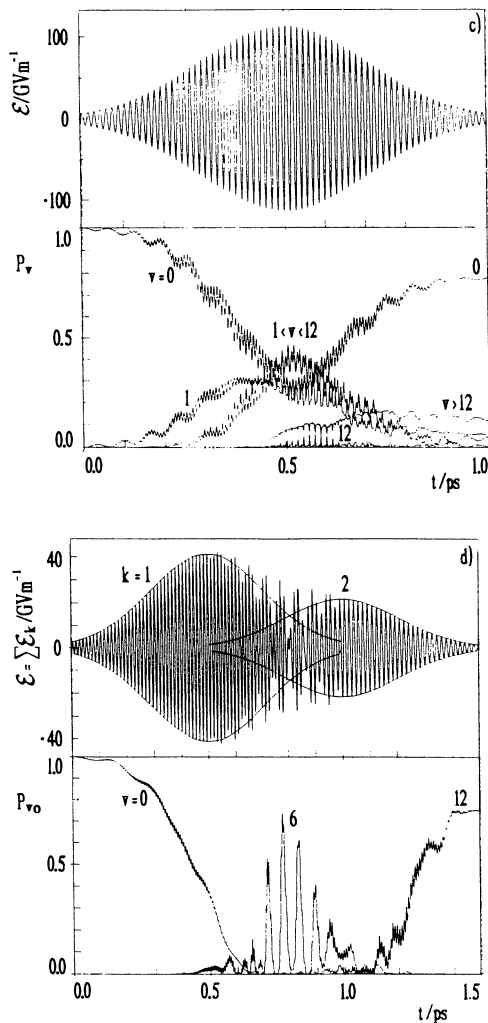 c)
ℰ/GVm⁻¹
100
0
·100
P_v
1.0
0.5
0.0
v = 0
1
1 < v < 12
0
v > 12
12
0.0 0.5 1.0
t/ps
d)
ℰ = ∑ℰ_k/GVm⁻¹
40
20
0
·40
k = 1
2
P_v0
1.0
0.5
0.0
v = 0
6
12
0.0 0.5 1.0 1.5
t/ps